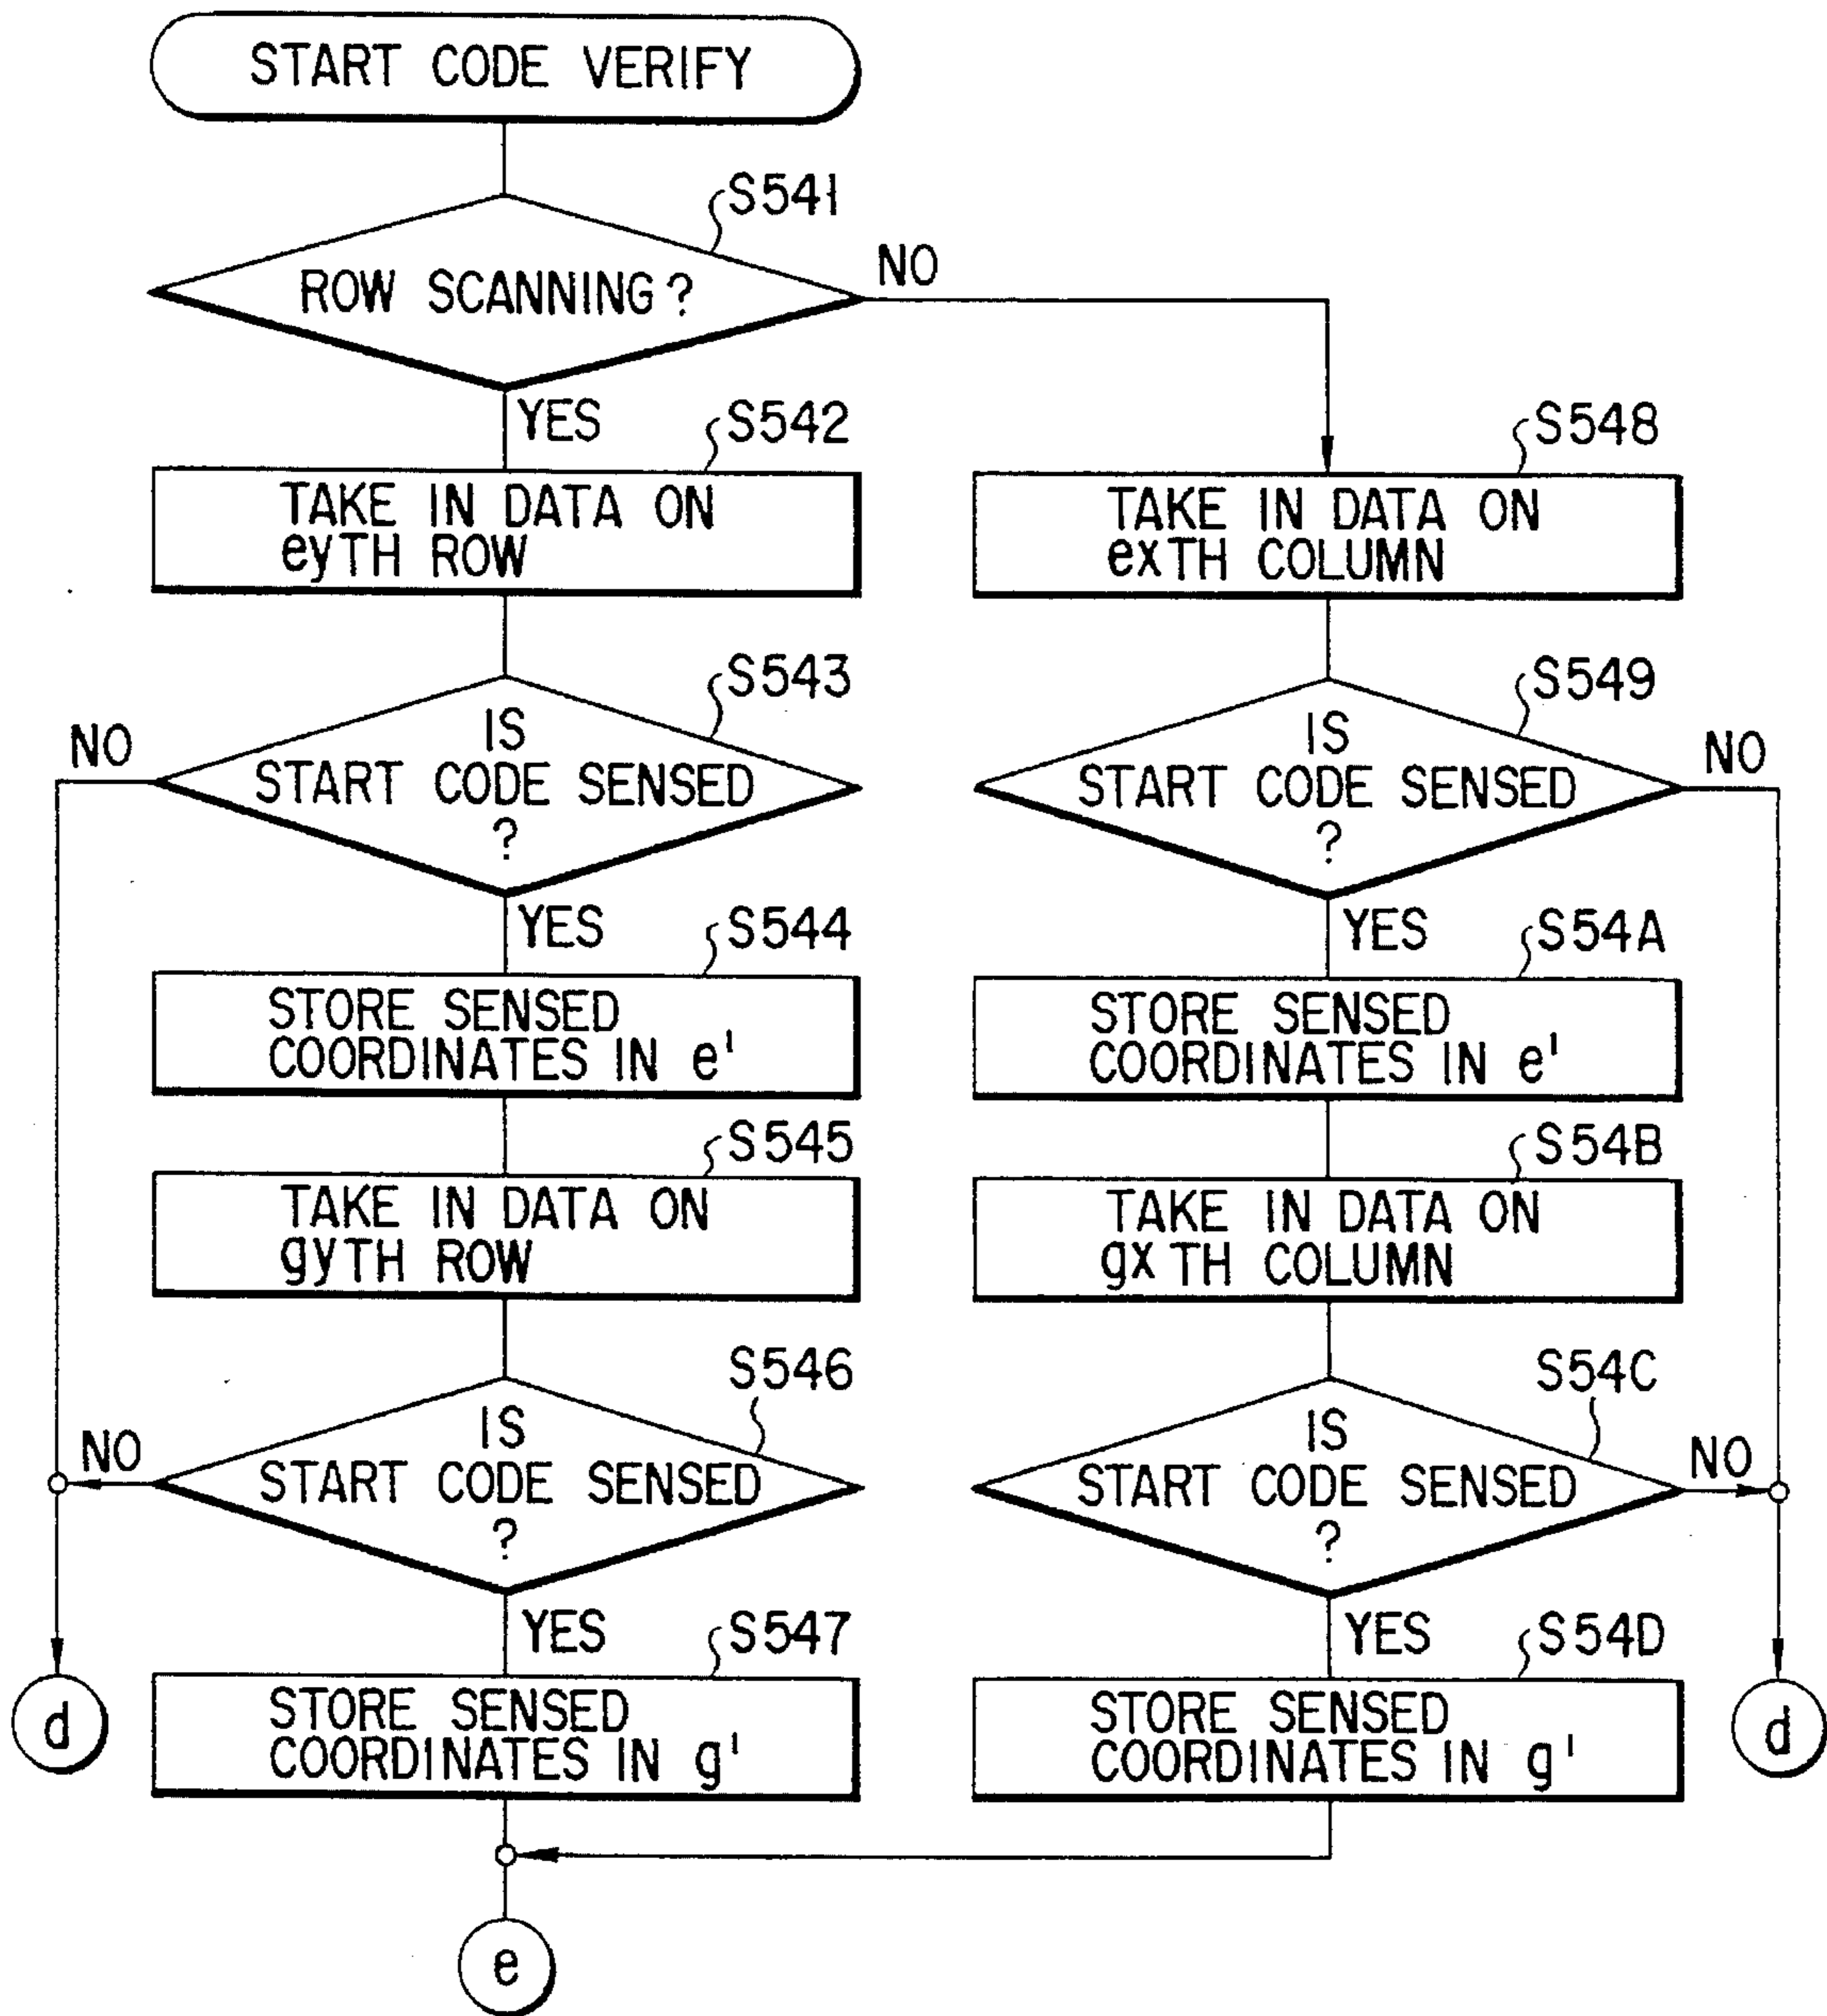 START CODE VERIFY
S541
ROW SCANNING?
NO
YES
S542
TAKE IN DATA ON
eyTH ROW
S548
TAKE IN DATA ON
exTH COLUMN
S543
IS
START CODE SENSED
?
NO
S549
IS
START CODE SENSED
?
NO
YES
S544
STORE SENSED
COORDINATES IN e'
YES
S54A
STORE SENSED
COORDINATES IN e'
S545
TAKE IN DATA ON
gyTH ROW
S54B
TAKE IN DATA ON
gxTH COLUMN
S546
IS
START CODE SENSED
?
NO
S54C
IS
START CODE SENSED
?
NO
YES
S547
STORE SENSED
COORDINATES IN g'
YES
S54D
STORE SENSED
COORDINATES IN g'
d
d
e